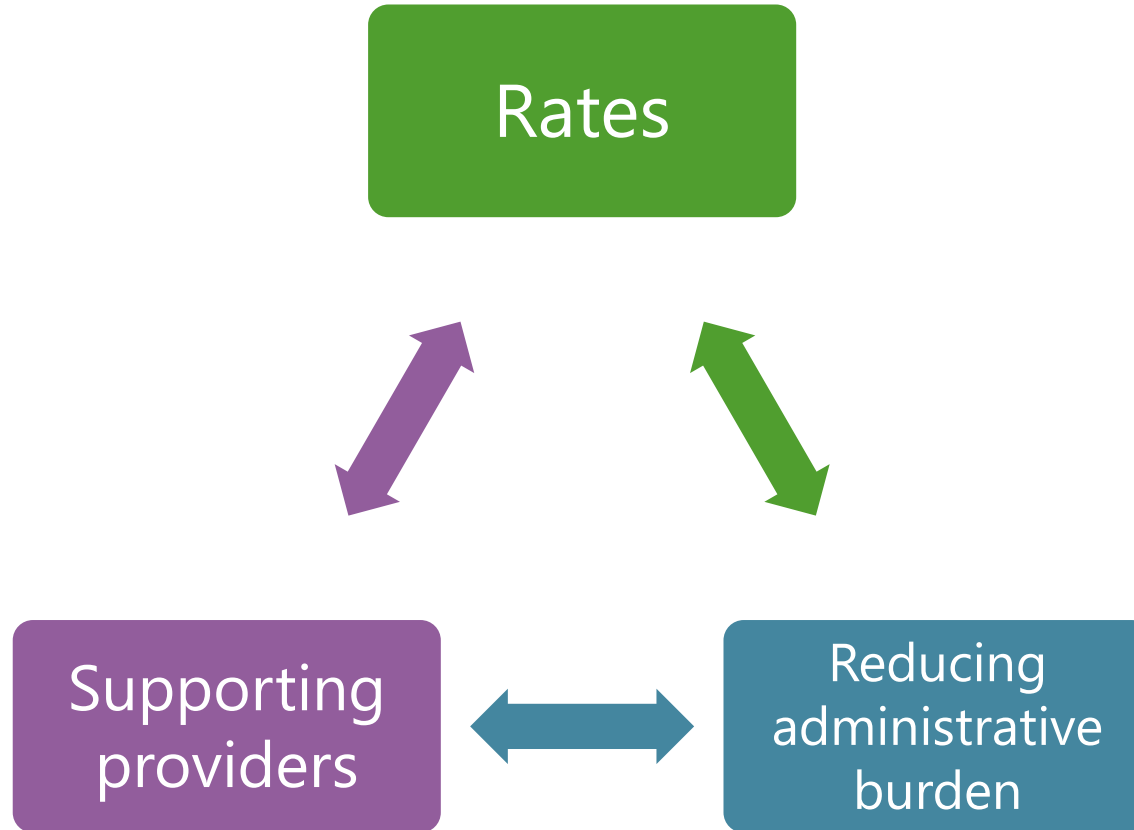 Rates
Supporting
providers
Reducing
administrative
burden